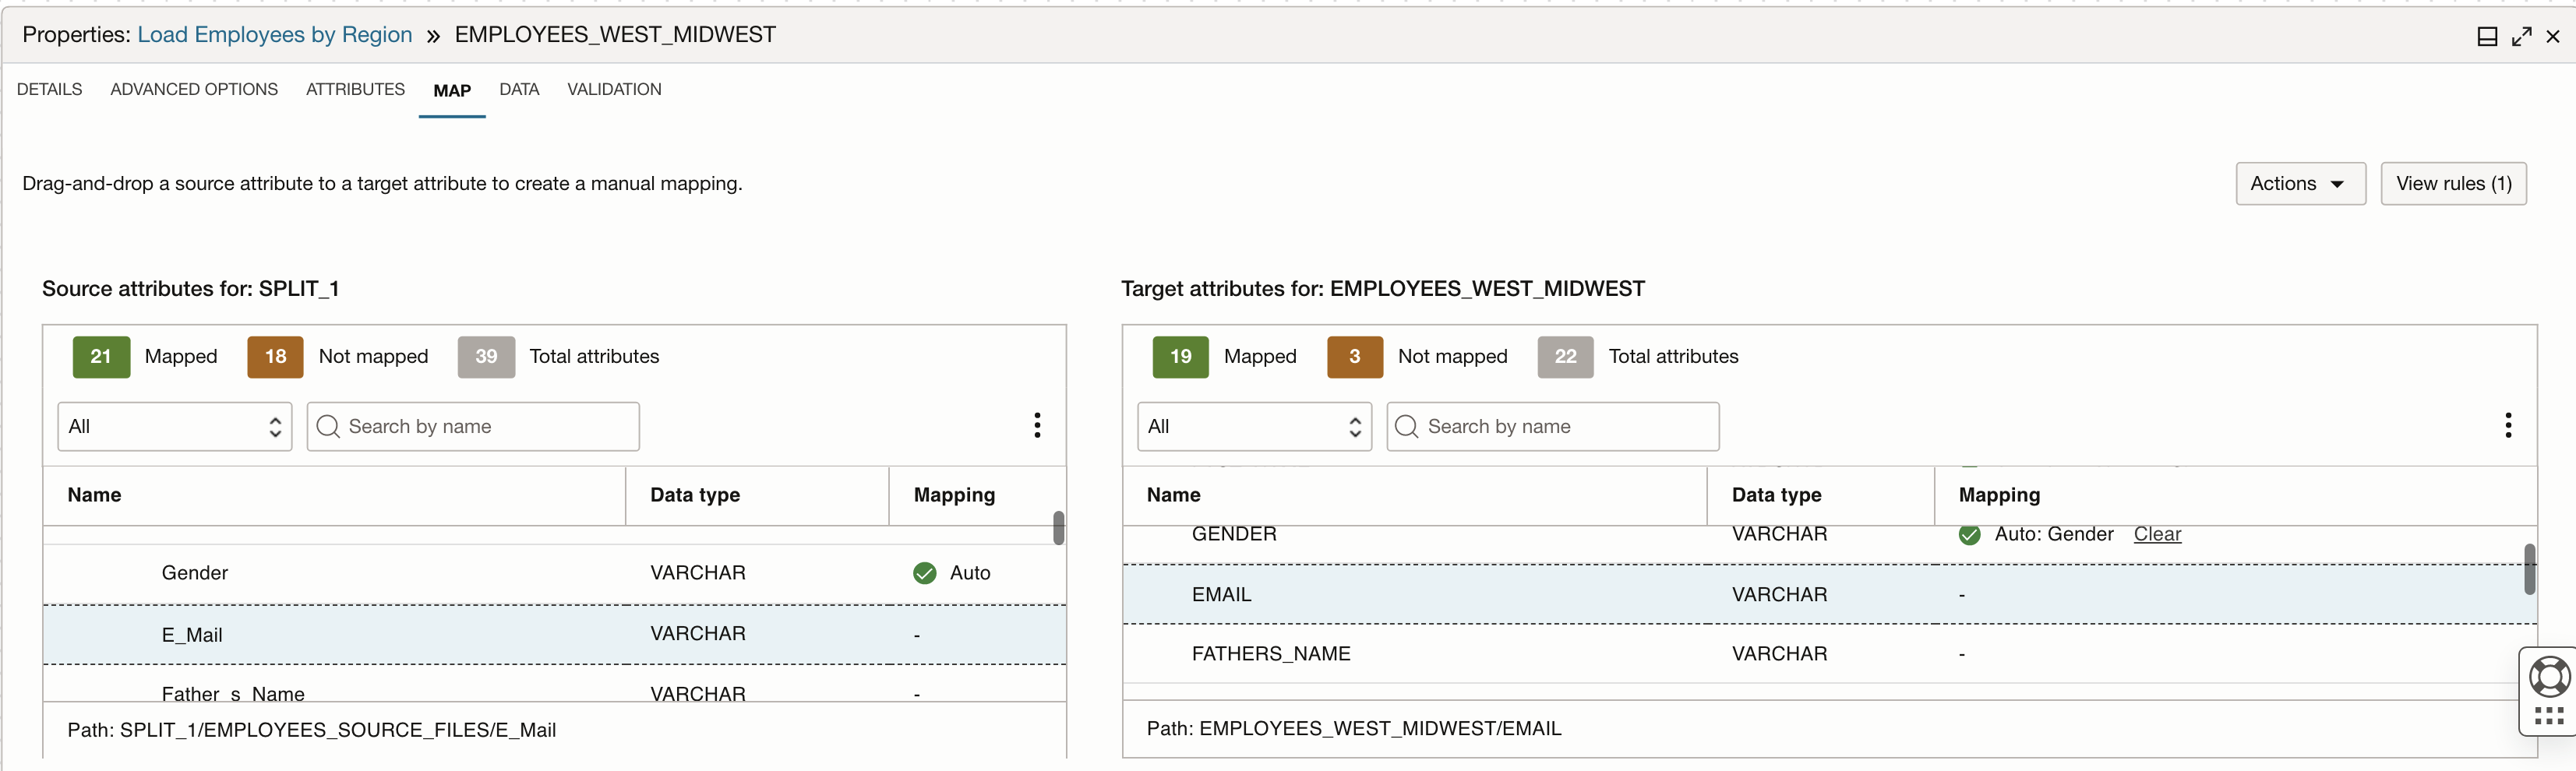 Properties: Load Employees by Region » EMPLOYEES_WEST_MIDWEST
DETAILS ADVANCED OPTIONS ATTRIBUTES MAP DATA VALIDATION
Drag-and-drop a source attribute to a target attribute to create a manual mapping.
Actions View rules (1)
Source attributes for: SPLIT_1
21 Mapped 18 Not mapped 39 Total attributes
All Search by name
Name Data type Mapping
Gender VARCHAR Auto
E_Mail VARCHAR -
Father_s_Name VARCHAR -
Path: SPLIT_1/EMPLOYEES_SOURCE_FILES/E_Mail
Target attributes for: EMPLOYEES_WEST_MIDWEST
19 Mapped 3 Not mapped 22 Total attributes
All Search by name
Name Data type Mapping
GENDER VARCHAR Auto: Gender Clear
EMAIL VARCHAR -
FATHERS_NAME VARCHAR -
Path: EMPLOYEES_WEST_MIDWEST/EMAIL